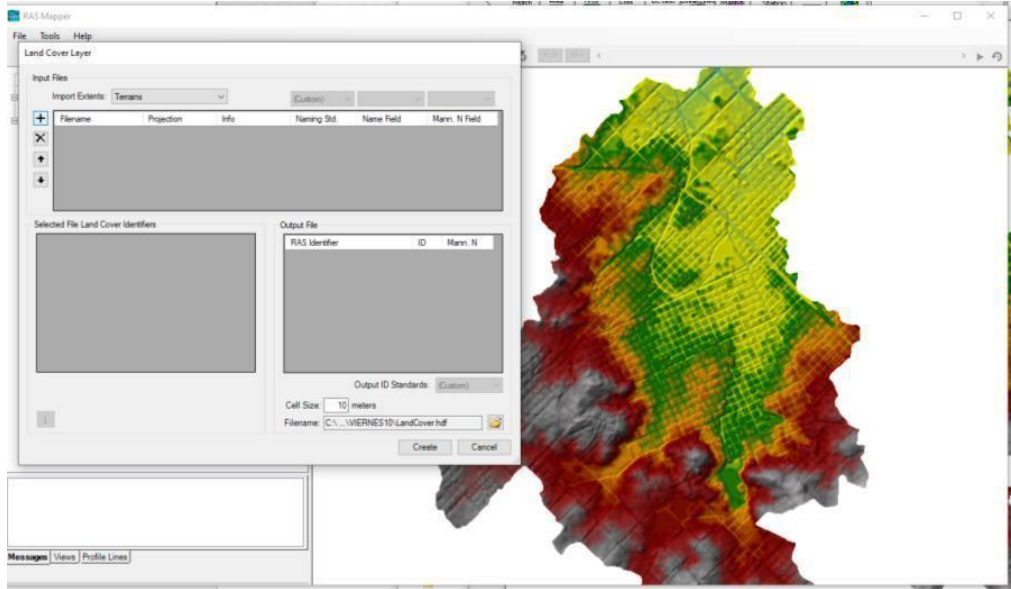 RAS Mapper
File Tools Help
Land Cover Layer
Input Files
Import Extents: Terrains
(Custom)
Filename Projection Info Naming Std. Name Field Mann. N Field
Selected File Land Cover Identifiers
Output File
RAS Identifier ID Mann. N
Output ID Standards: (Custom)
Cell Size: 10 meters
Filename: C:\ ...\VIERNES10\LandCover.hdf
Create Cancel
Messages Views Profile Lines